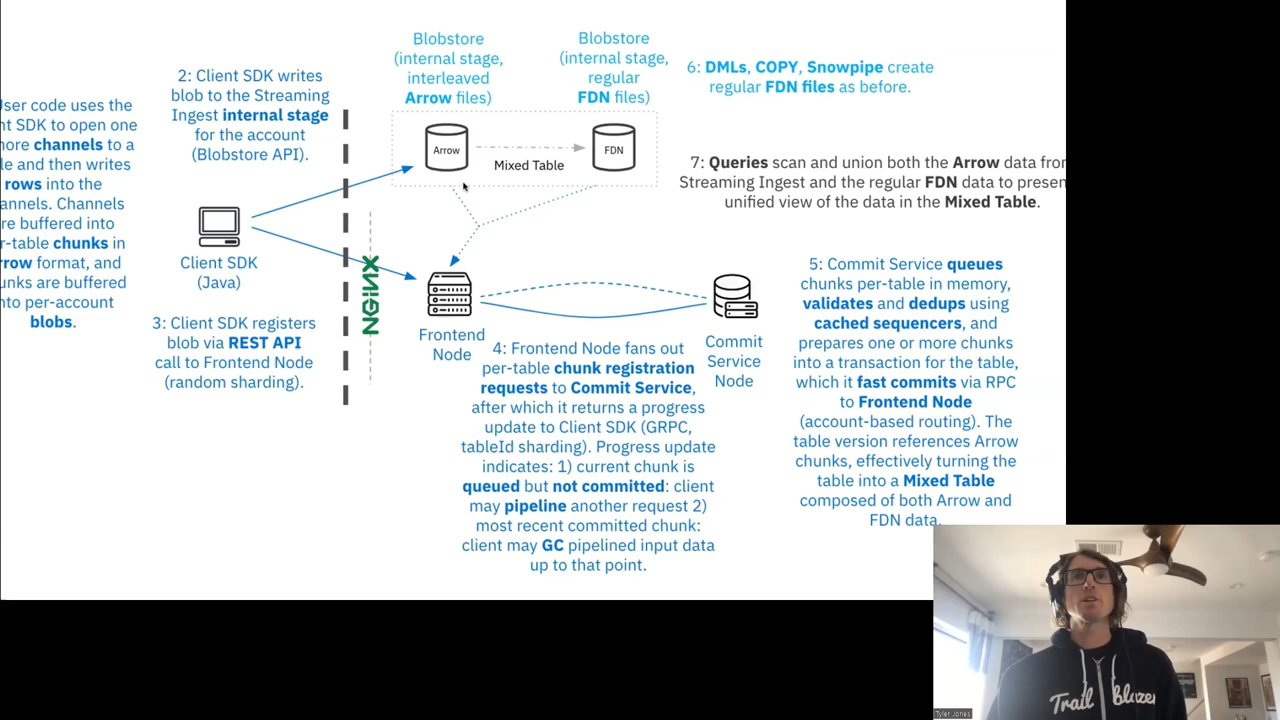 User code uses the
nt SDK to open one
more channels to a
le and then writes
rows into the
annels. Channels
re buffered into
r-table chunks in
rrow format, and
unks are buffered
nto per-account
blobs.
2: Client SDK writes
blob to the Streaming
Ingest internal stage
for the account
(Blobstore API).
Client SDK
(Java)
3: Client SDK registers
blob via REST API
call to Frontend Node
(random sharding).
NGINX
Blobstore
(internal stage,
interleaved
Arrow files)
Blobstore
(internal stage,
regular
FDN files)
Arrow
Mixed Table
FDN
Frontend
Node
4: Frontend Node fans out
per-table chunk registration
requests to Commit Service,
after which it returns a progress
update to Client SDK (GRPC,
tableId sharding). Progress update
indicates: 1) current chunk is
queued but not committed: client
may pipeline another request 2)
most recent committed chunk:
client may GC pipelined input data
up to that point.
Commit
Service
Node
6: DMLs, COPY, Snowpipe create
regular FDN files as before.
7: Queries scan and union both the Arrow data from
Streaming Ingest and the regular FDN data to presen
unified view of the data in the Mixed Table.
5: Commit Service queues
chunks per-table in memory,
validates and dedups using
cached sequencers, and
prepares one or more chunks
into a transaction for the table,
which it fast commits via RPC
to Frontend Node
(account-based routing). The
table version references Arrow
chunks, effectively turning the
table into a Mixed Table
composed of both Arrow and
FDN data.
Trail blazer
Tyler Jones